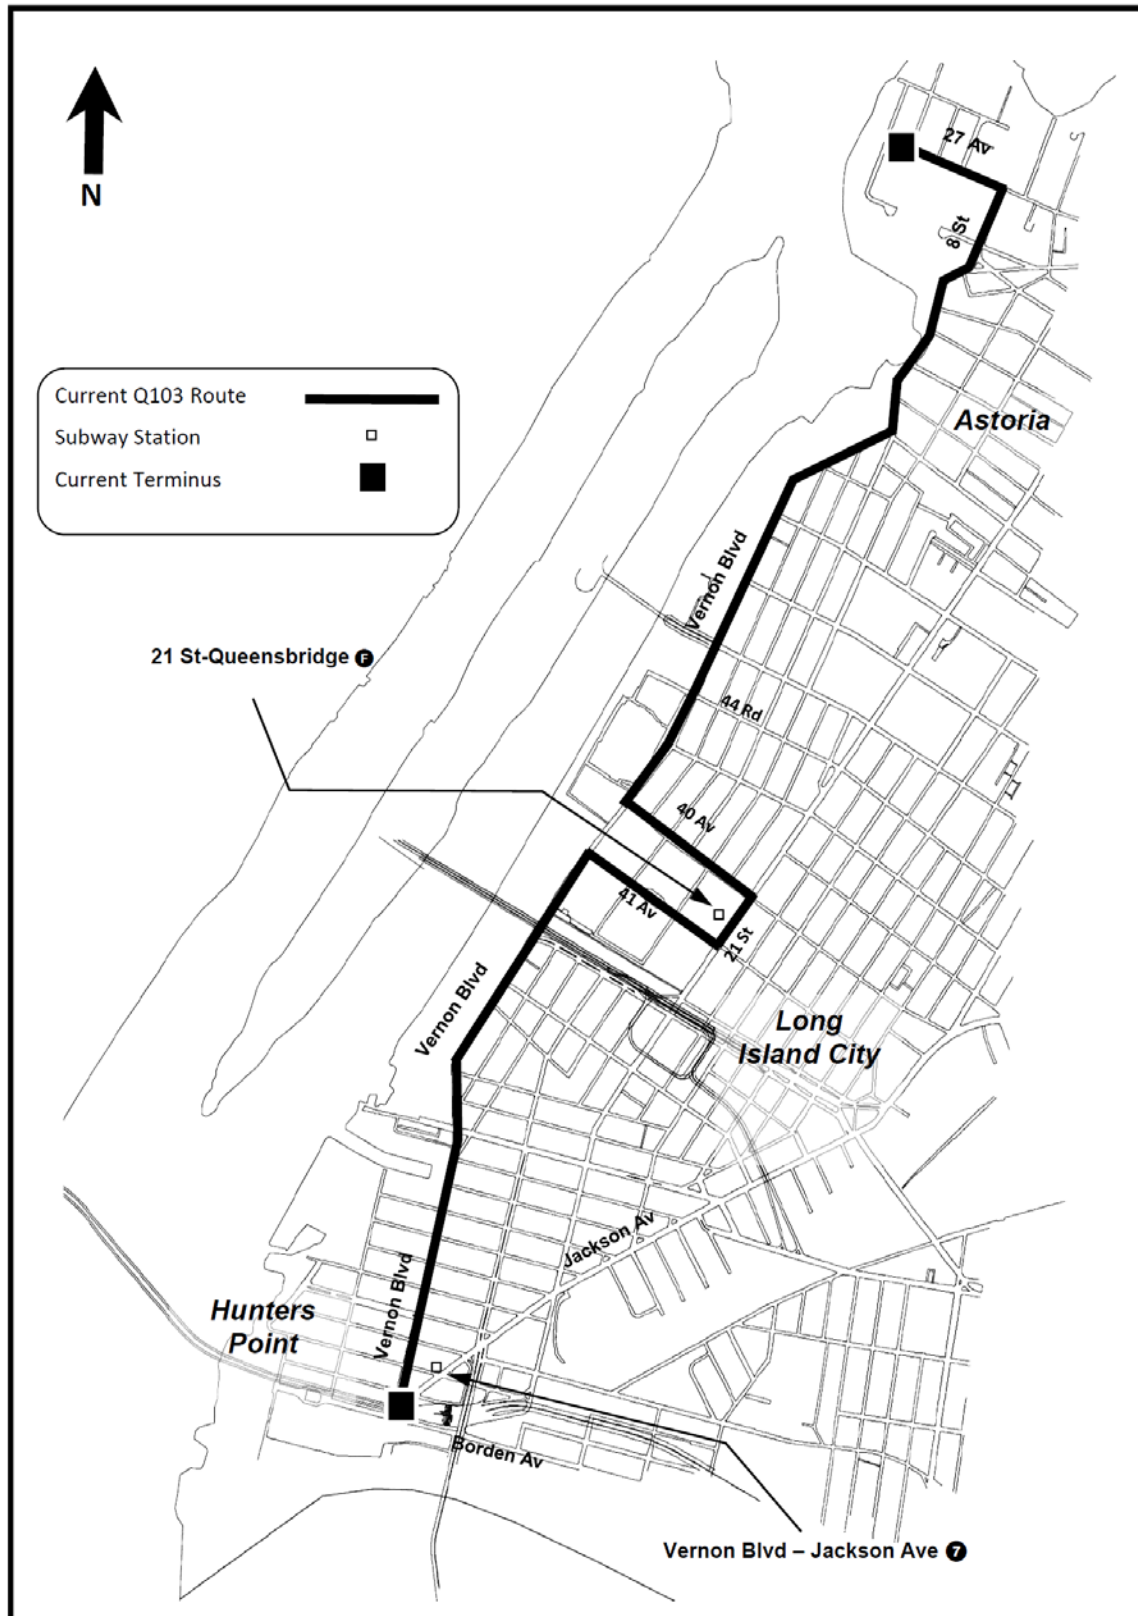 N
27 Av
8 St
Current Q103 Route
Subway Station
Current Terminus
Astoria
Vernon Blvd
21 St-Queensbridge F
44 Rd
40 Av
41 Av
21 St
Vernon Blvd
Long
Island City
Jackson Av
Vernon Blvd
Hunters
Point
Borden Av
Vernon Blvd – Jackson Ave 7